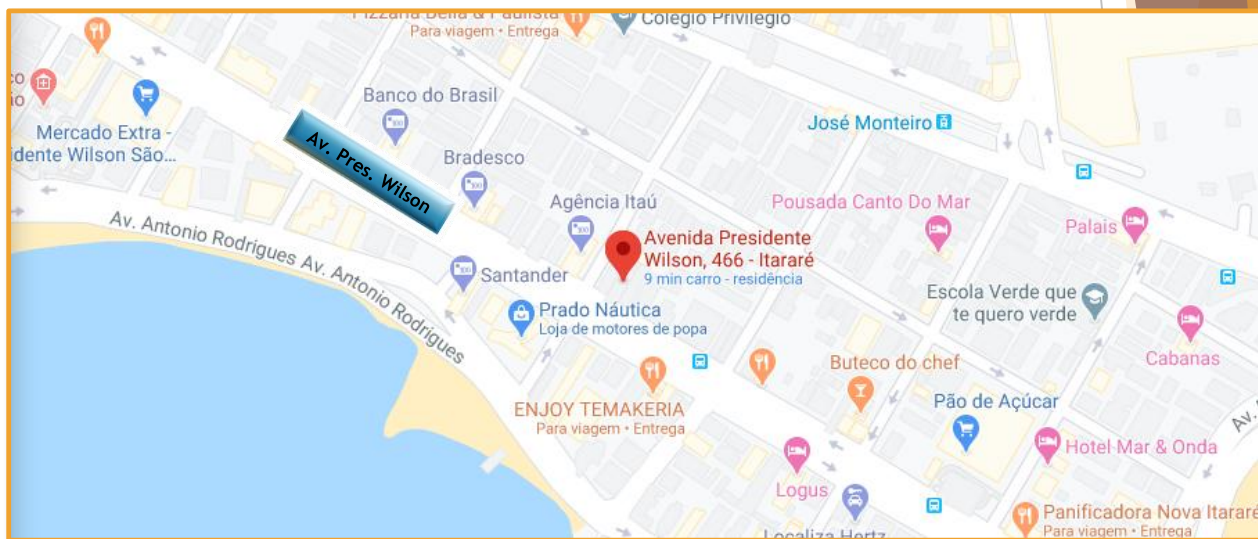 Pizzaria Bella & Paulista
Para viagem • Entrega
Colégio Privilégio
Banco do Brasil
José Monteiro
Mercado Extra -
idente Wilson São...
Av. Pres. Wilson
Bradesco
Agência Itaú
Pousada Canto Do Mar
Palais
Avenida Presidente
Wilson, 466 - Itararé
9 min carro - residência
Av. Antonio Rodrigues
Av. Antonio Rodrigues
Santander
Escola Verde que
te quero verde
Prado Náutica
Loja de motores de popa
Cabanas
Buteco do chef
ENJOY TEMAKERIA
Para viagem • Entrega
Pão de Açúcar
Av.
Hotel Mar & Onda
Logus
Localiza Hertz
Panificadora Nova Itararé
Para viagem • Entrega